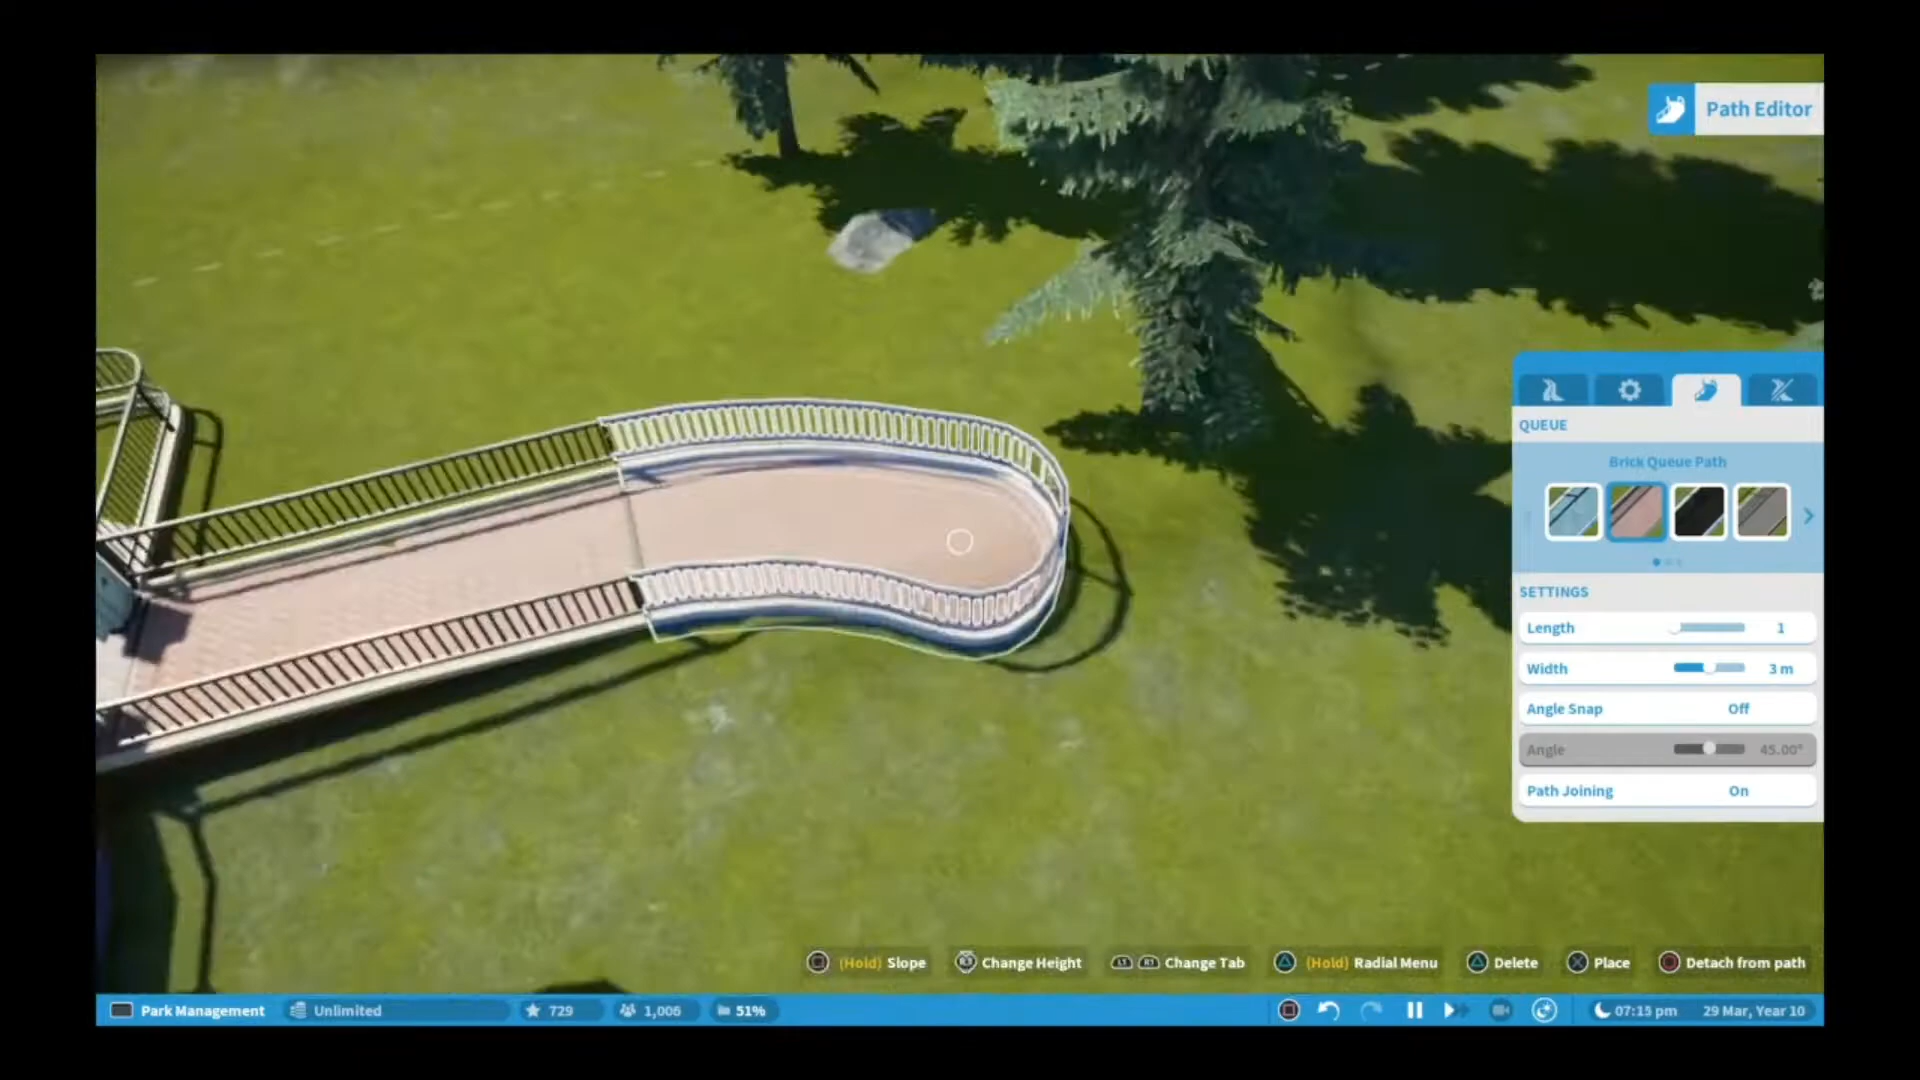 Path Editor
QUEUE
Brick Queue Path
SETTINGS
Length 1
Width 3 m
Angle Snap Off
Angle 45.00°
Path Joining On
(Hold) Slope Change Height Change Tab (Hold) Radial Menu Delete Place Detach from path
Park Management Unlimited 729 1,006 51% 07:15 pm 29 Mar, Year 10